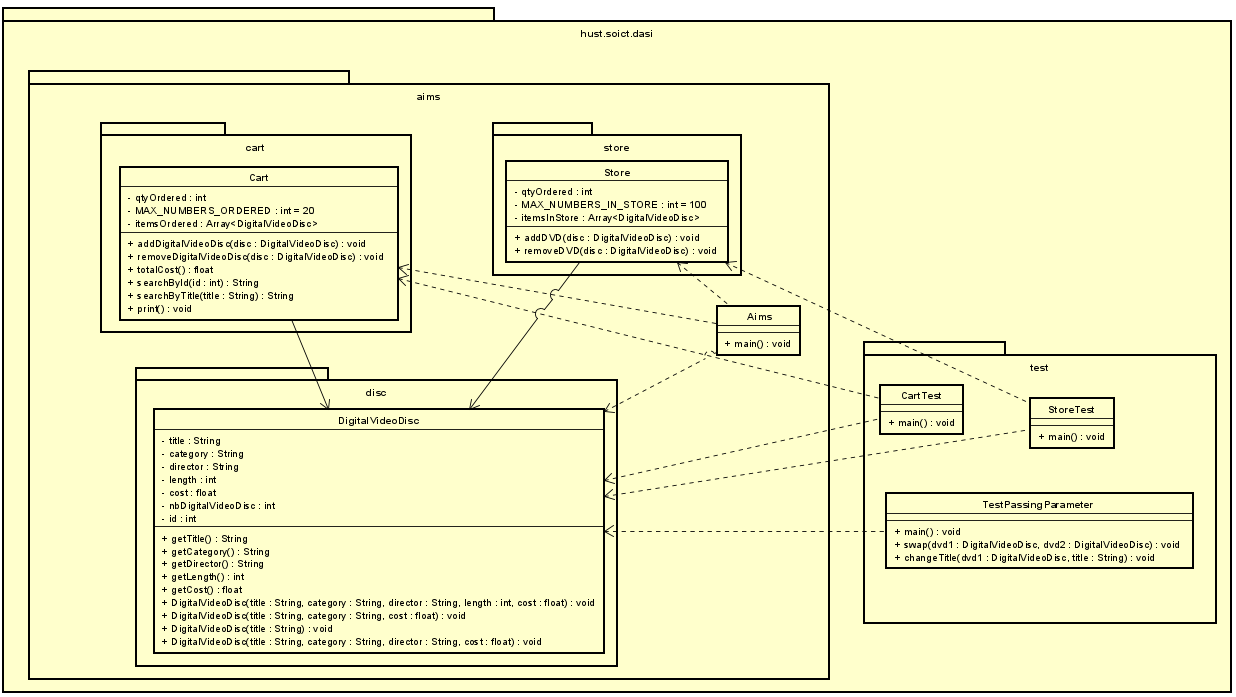 hust.soict.dasi
aims
cart
Cart
- qtyOrdered : int
- MAX_NUMBERS_ORDERED : int = 20
- itemsOrdered : Array<DigitalVideoDisc>
+ addDigitalVideoDisc(disc : DigitalVideoDisc) : void
+ removeDigitalVideoDisc(disc : DigitalVideoDisc) : void
+ totalCost() : float
+ searchById(id : int) : String
+ searchByTitle(title : String) : String
+ print() : void
store
Store
- qtyOrdered : int
- MAX_NUMBERS_IN_STORE : int = 100
- itemsInStore : Array<DigitalVideoDisc>
+ addDVD(disc : DigitalVideoDisc) : void
+ removeDVD(disc : DigitalVideoDisc) : void
Aims
+ main() : void
disc
DigitalVideoDisc
- title : String
- category : String
- director : String
- length : int
- cost : float
- nbDigitalVideoDisc : int
- id : int
+ getTitle() : String
+ getCategory() : String
+ getDirector() : String
+ getLength() : int
+ getCost() : float
+ DigitalVideoDisc(title : String, category : String, director : String, length : int, cost : float) : void
+ DigitalVideoDisc(title : String, category : String, cost : float) : void
+ DigitalVideoDisc(title : String) : void
+ DigitalVideoDisc(title : String, category : String, director : String, cost : float) : void
test
CartTest
+ main() : void
StoreTest
+ main() : void
TestPassingParameter
+ main() : void
+ swap(dvd1 : DigitalVideoDisc, dvd2 : DigitalVideoDisc) : void
+ changeTitle(dvd1 : DigitalVideoDisc, title : String) : void